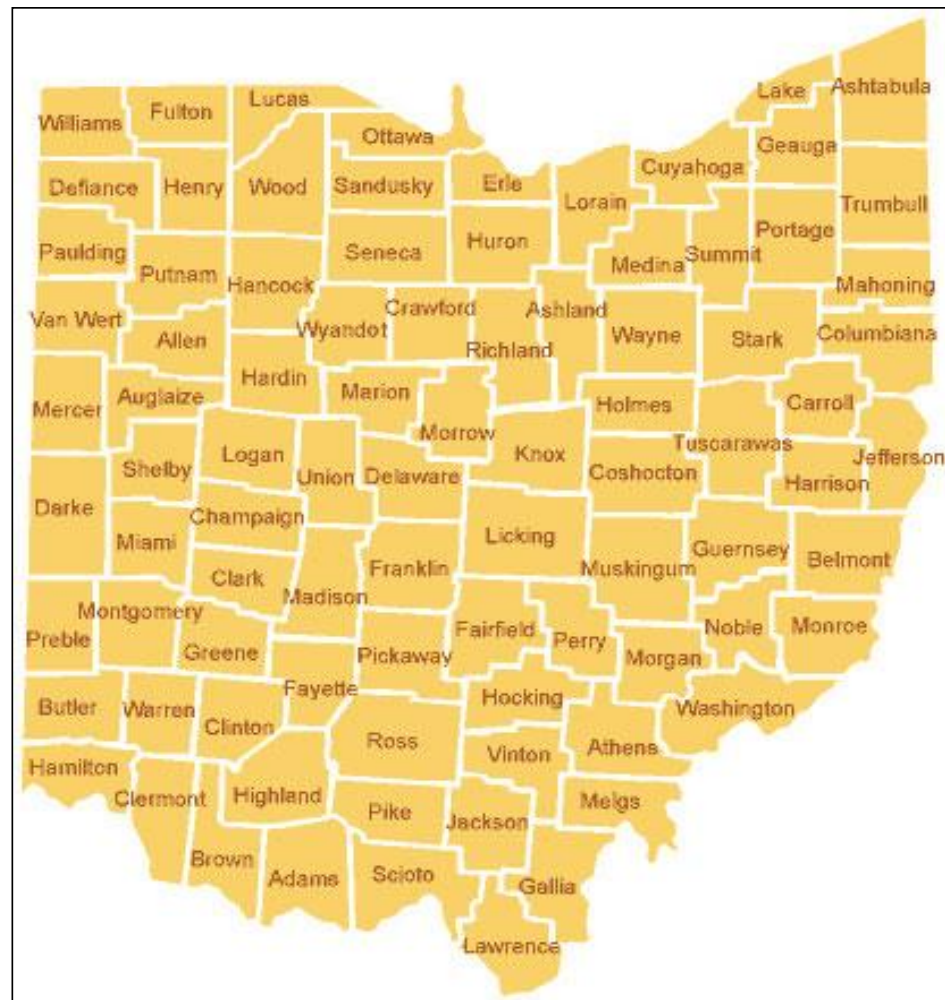 Lake
Ashtabula
Lucas
Fulton
Williams
Ottawa
Geauga
Cuyahoga
Defiance
Henry
Wood
Sandusky
Erie
Lorain
Trumbull
Portage
Paulding
Seneca
Huron
Summit
Medina
Putnam
Hancock
Mahoning
Crawford
Ashland
Van Wert
Wyandot
Wayne
Stark
Columbiana
Allen
Richland
Hardin
Marion
Auglaize
Mercer
Holmes
Carroll
Morrow
Tuscarawas
Knox
Logan
Jefferson
Shelby
Union
Delaware
Coshocton
Harrison
Darke
Champaign
Miami
Licking
Guernsey
Belmont
Franklin
Muskingum
Clark
Madison
Montgomery
Preble
Fairfield
Perry
Noble
Monroe
Greene
Pickaway
Morgan
Fayette
Hocking
Butler
Warren
Washington
Clinton
Ross
Vinton
Athens
Hamilton
Clermont
Highland
Meigs
Pike
Jackson
Brown
Adams
Scioto
Gallia
Lawrence